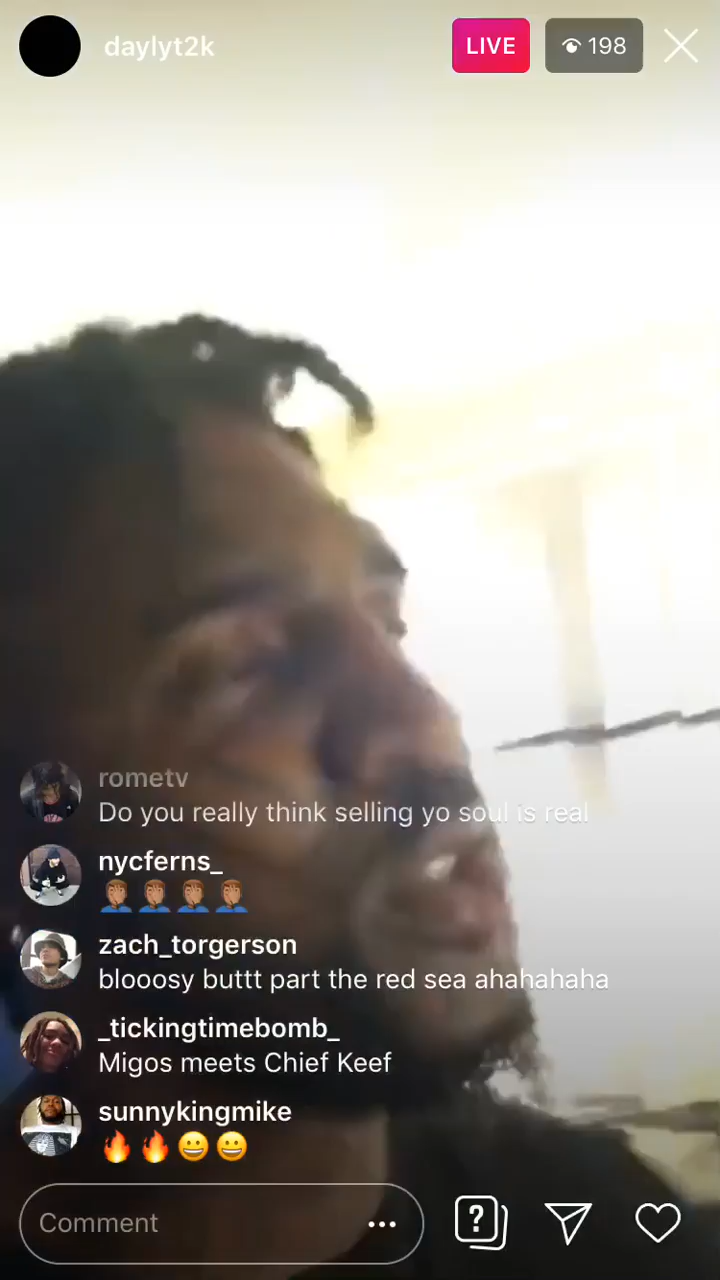 daylyt2k
LIVE
198
rometv
Do you really think selling yo soul is real
nycferns_
🤦🏽‍♂️🤦🏽‍♂️🤦🏽‍♂️🤦🏽‍♂️
zach_torgerson
blooosy buttt part the red sea ahahahaha
_tickingtimebomb_
Migos meets Chief Keef
sunnykingmike
🔥🔥😀😀
Comment